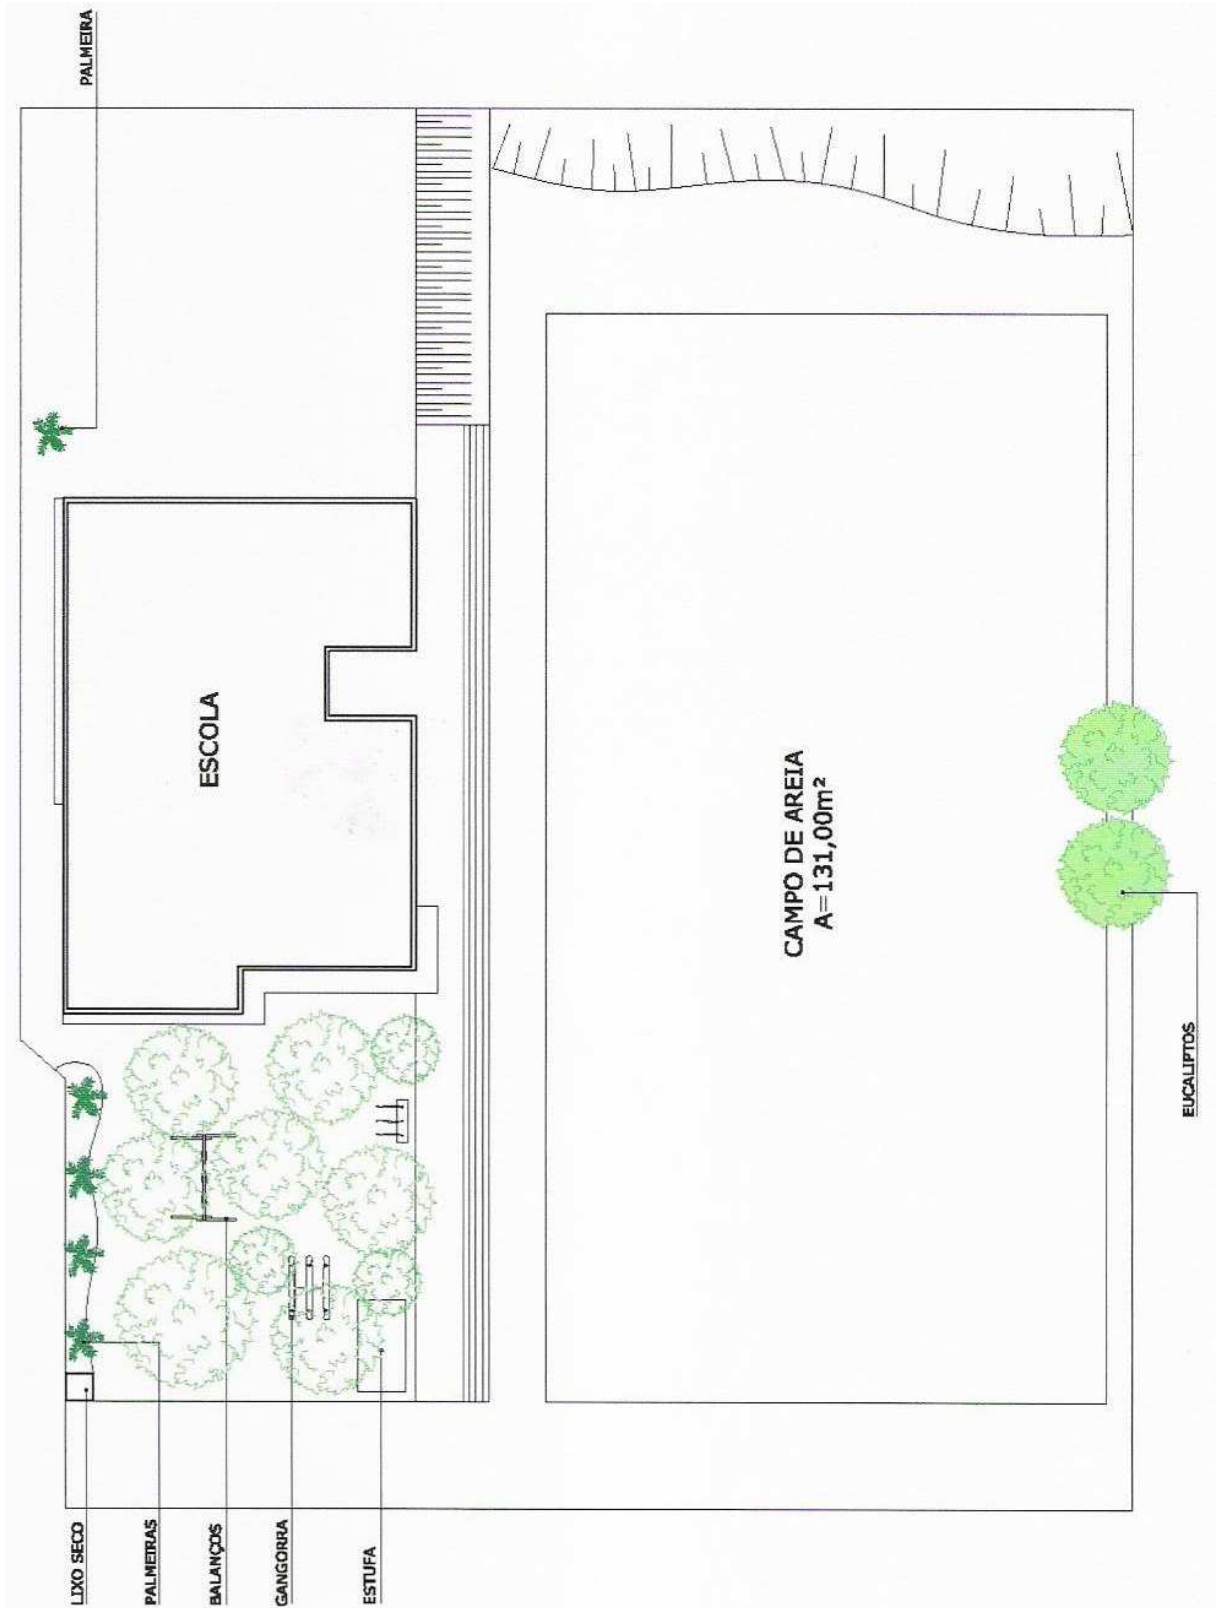 PALMEIRA
ESCOLA
CAMPO DE AREIA
A=131,00m²
EUCALIPTOS
LIXO SECO
PALMEIRAS
BALANÇOS
GANGORRA
ESTUFA